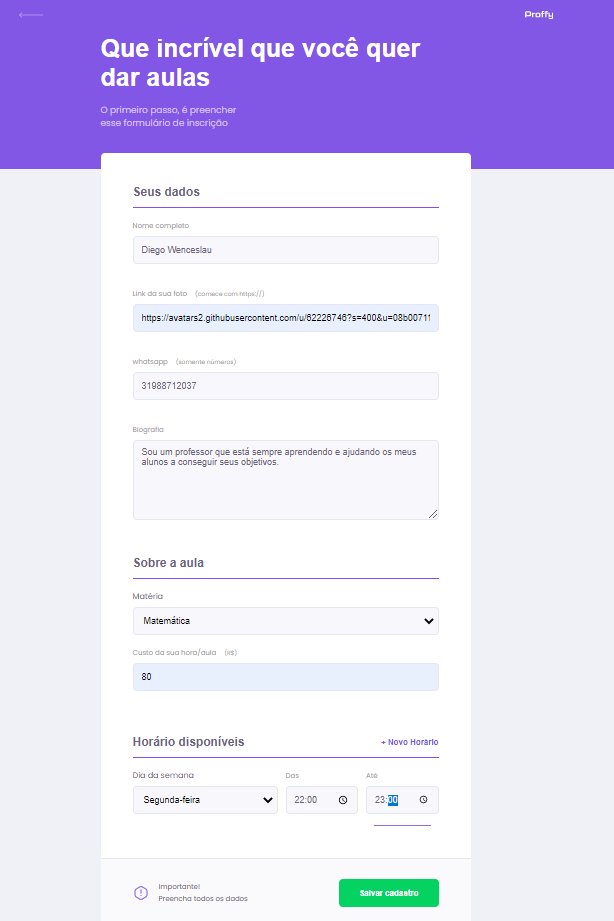 Proffy
Que incrível que você quer
dar aulas
O primeiro passo, é preencher
esse formulário de inscrição
Seus dados
Nome completo
Diego Wenceslau
Link da sua foto (comece com https://)
https://avatars2.githubusercontent.com/u/62226746?s=400&u=08b00711
whatsapp (somente números)
31988712037
Biografia
Sou um professor que está sempre aprendendo e ajudando os meus
alunos a conseguir seus objetivos.
Sobre a aula
Matéria
Matemática
Custo da sua hora/aula (R$)
80
Horário disponíveis + Novo Horário
Dia da semana Das Até
Segunda-feira 22:00 23:00
Importante!
Preencha todos os dados
Salvar cadastro